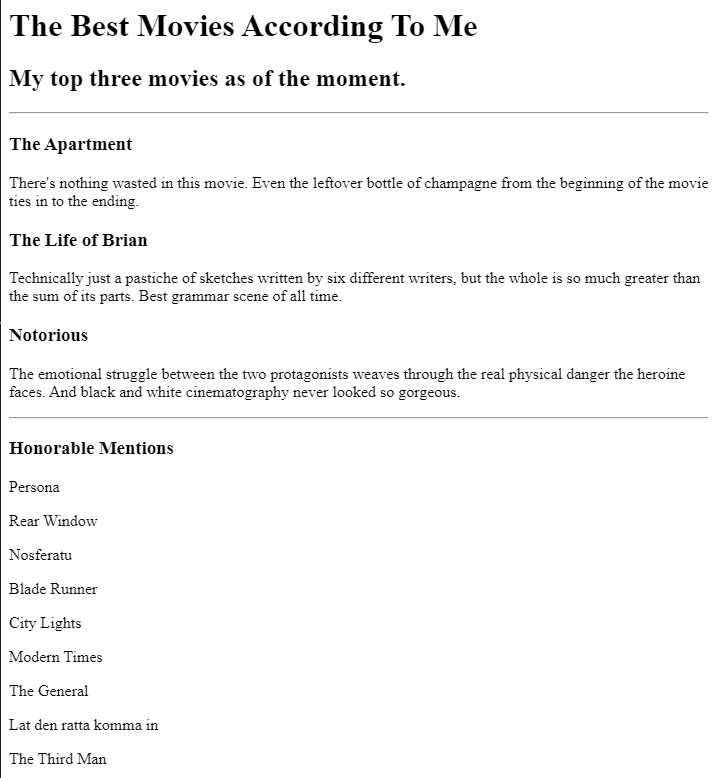 The Best Movies According To Me
My top three movies as of the moment.
The Apartment
There's nothing wasted in this movie. Even the leftover bottle of champagne from the beginning of the movie
ties in to the ending.
The Life of Brian
Technically just a pastiche of sketches written by six different writers, but the whole is so much greater than
the sum of its parts. Best grammar scene of all time.
Notorious
The emotional struggle between the two protagonists weaves through the real physical danger the heroine
faces. And black and white cinematography never looked so gorgeous.
Honorable Mentions
Persona
Rear Window
Nosferatu
Blade Runner
City Lights
Modern Times
The General
Lat den ratta komma in
The Third Man